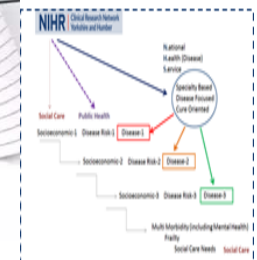 NIHR
Clinical Research Network
Yorkshire and Humber
National
Health (Disease)
Service
Specialty Based
Disease Focused
Cure Oriented
Social Care Public Health
Socioeconomic-1 Disease Risk-1 Disease-1
Socioeconomic-2 Disease Risk-2 Disease-2
Socioeconomic-3 Disease Risk-3 Disease-3
Multi Morbidity (including Mental Health)
Frailty
Social Care Needs Social Care